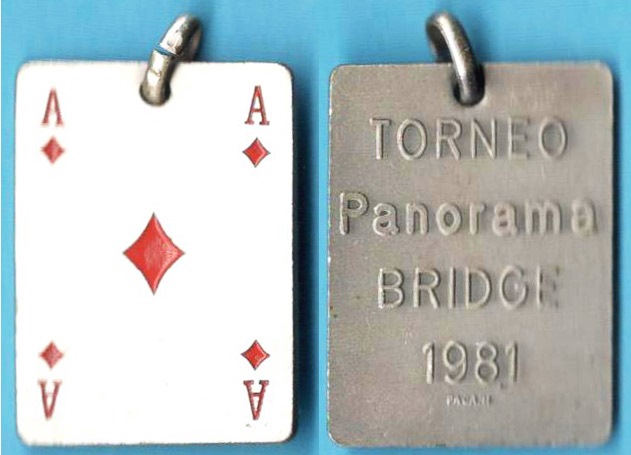 A A
A A
TORNEO
Panorama
BRIDGE
1981